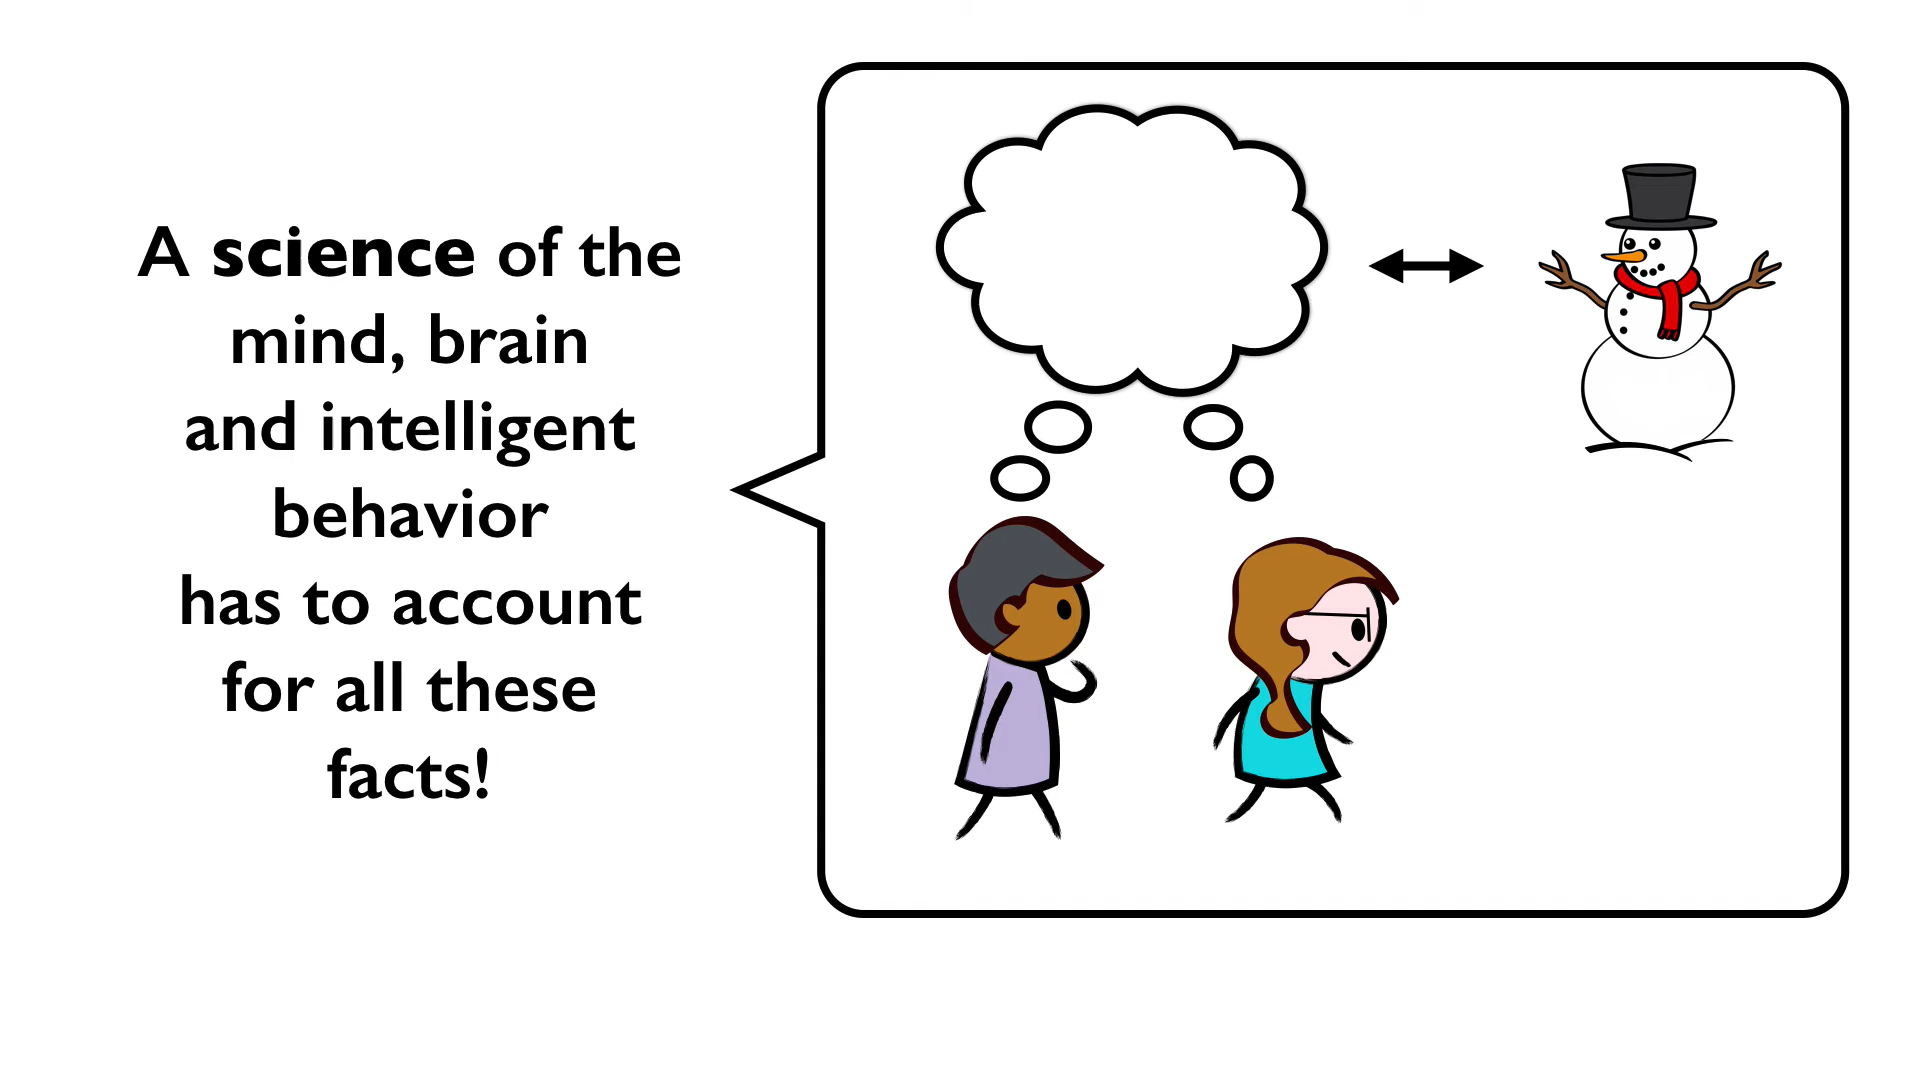 A science of the
mind, brain
and intelligent
behavior
has to account
for all these
facts!